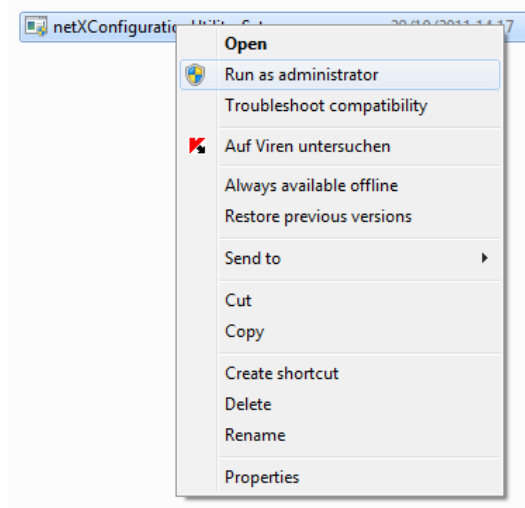 netXConfiguratio
Open
Run as administrator
Troubleshoot compatibility
Auf Viren untersuchen
Always available offline
Restore previous versions
Send to
Cut
Copy
Create shortcut
Delete
Rename
Properties